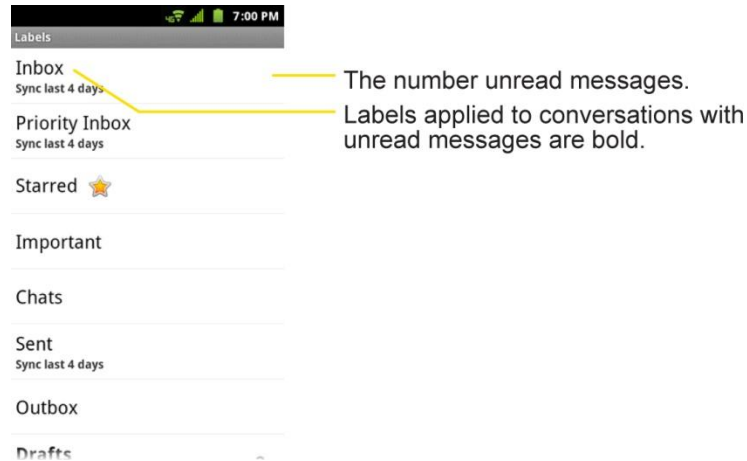 4G 7:00 PM
Labels
Inbox
Sync last 4 days
The number unread messages.
Labels applied to conversations with
unread messages are bold.
Priority Inbox
Sync last 4 days
Starred
Important
Chats
Sent
Sync last 4 days
Outbox
Drafts